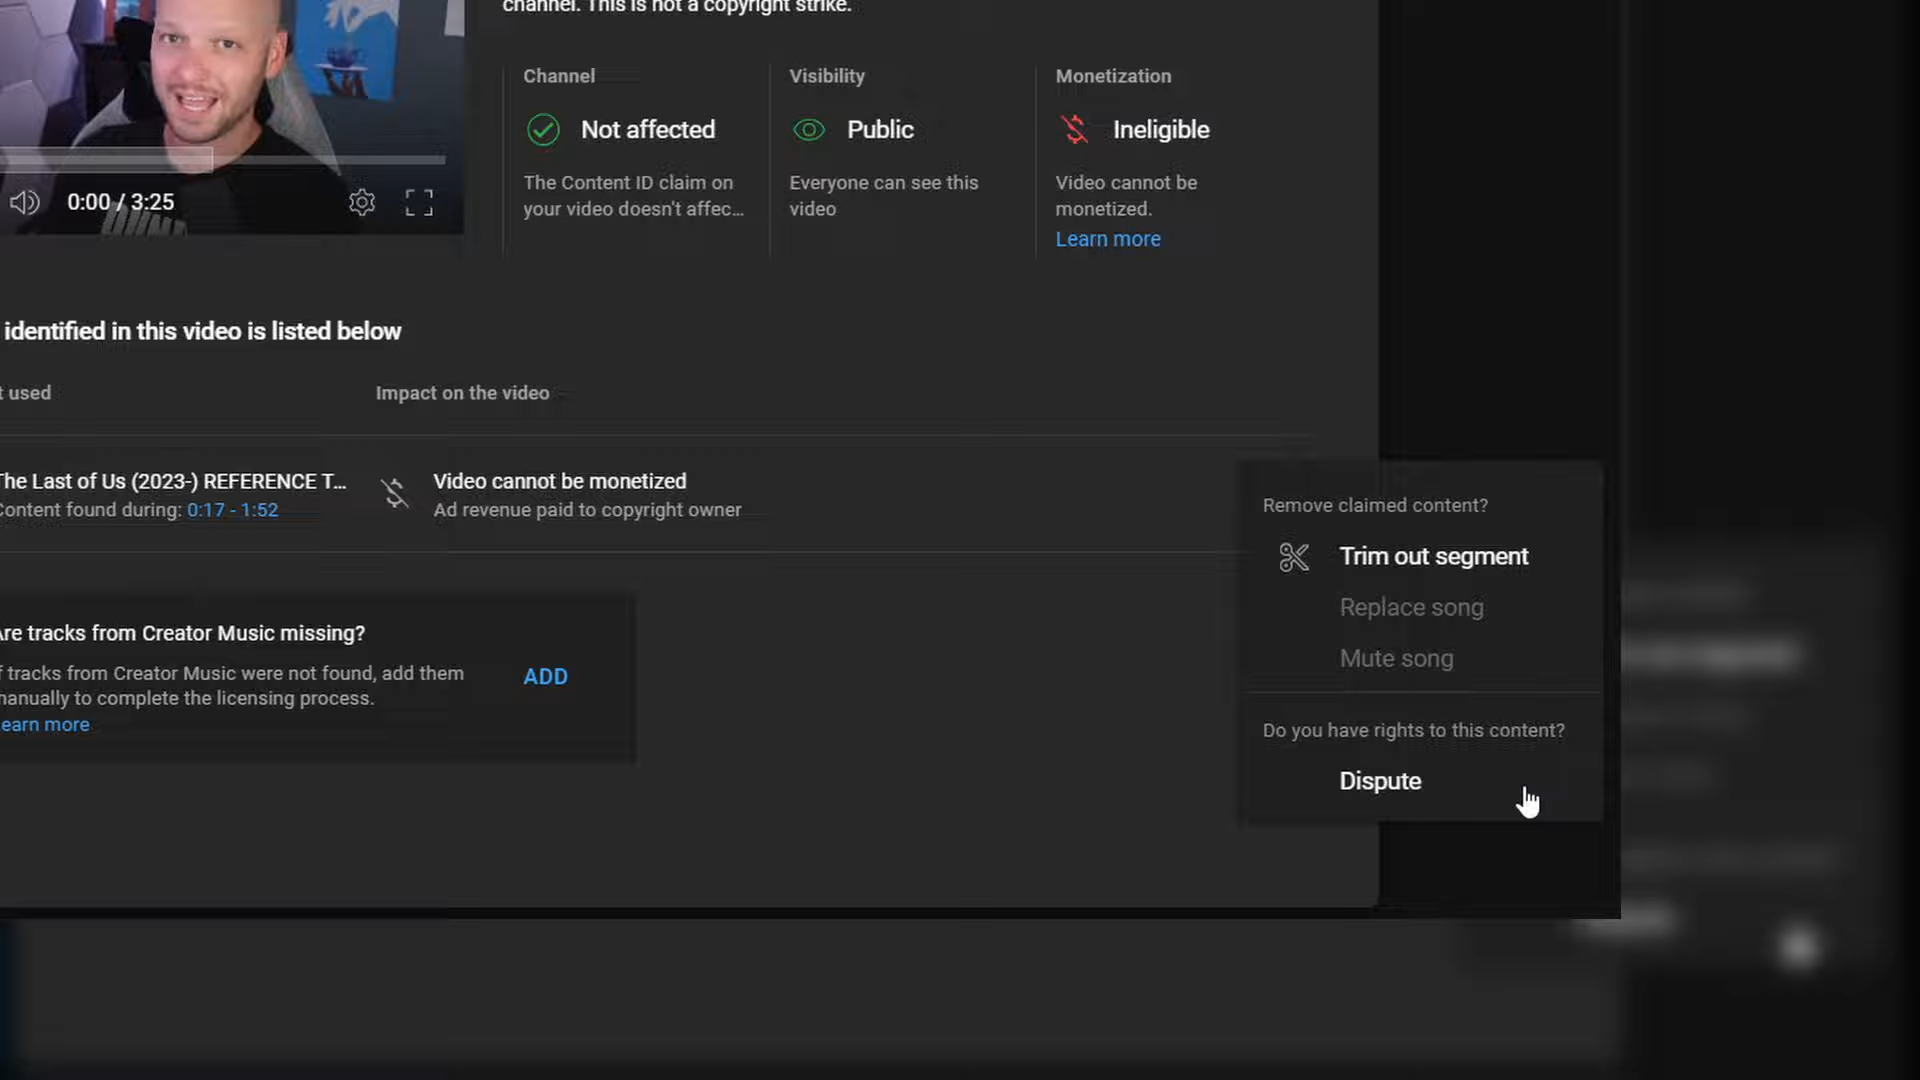 channel. This is not a copyright strike.
Channel
Visibility
Monetization
Not affected
Public
Ineligible
The Content ID claim on
your video doesn't affec...
Everyone can see this
video
Video cannot be
monetized.
Learn more
0:00 / 3:25
identified in this video is listed below
t used
Impact on the video
The Last of Us (2023-) REFERENCE T...
Content found during: 0:17 - 1:52
Video cannot be monetized
Ad revenue paid to copyright owner
Remove claimed content?
Trim out segment
Replace song
Mute song
Do you have rights to this content?
Dispute
Are tracks from Creator Music missing?
f tracks from Creator Music were not found, add them
manually to complete the licensing process.
earn more
ADD